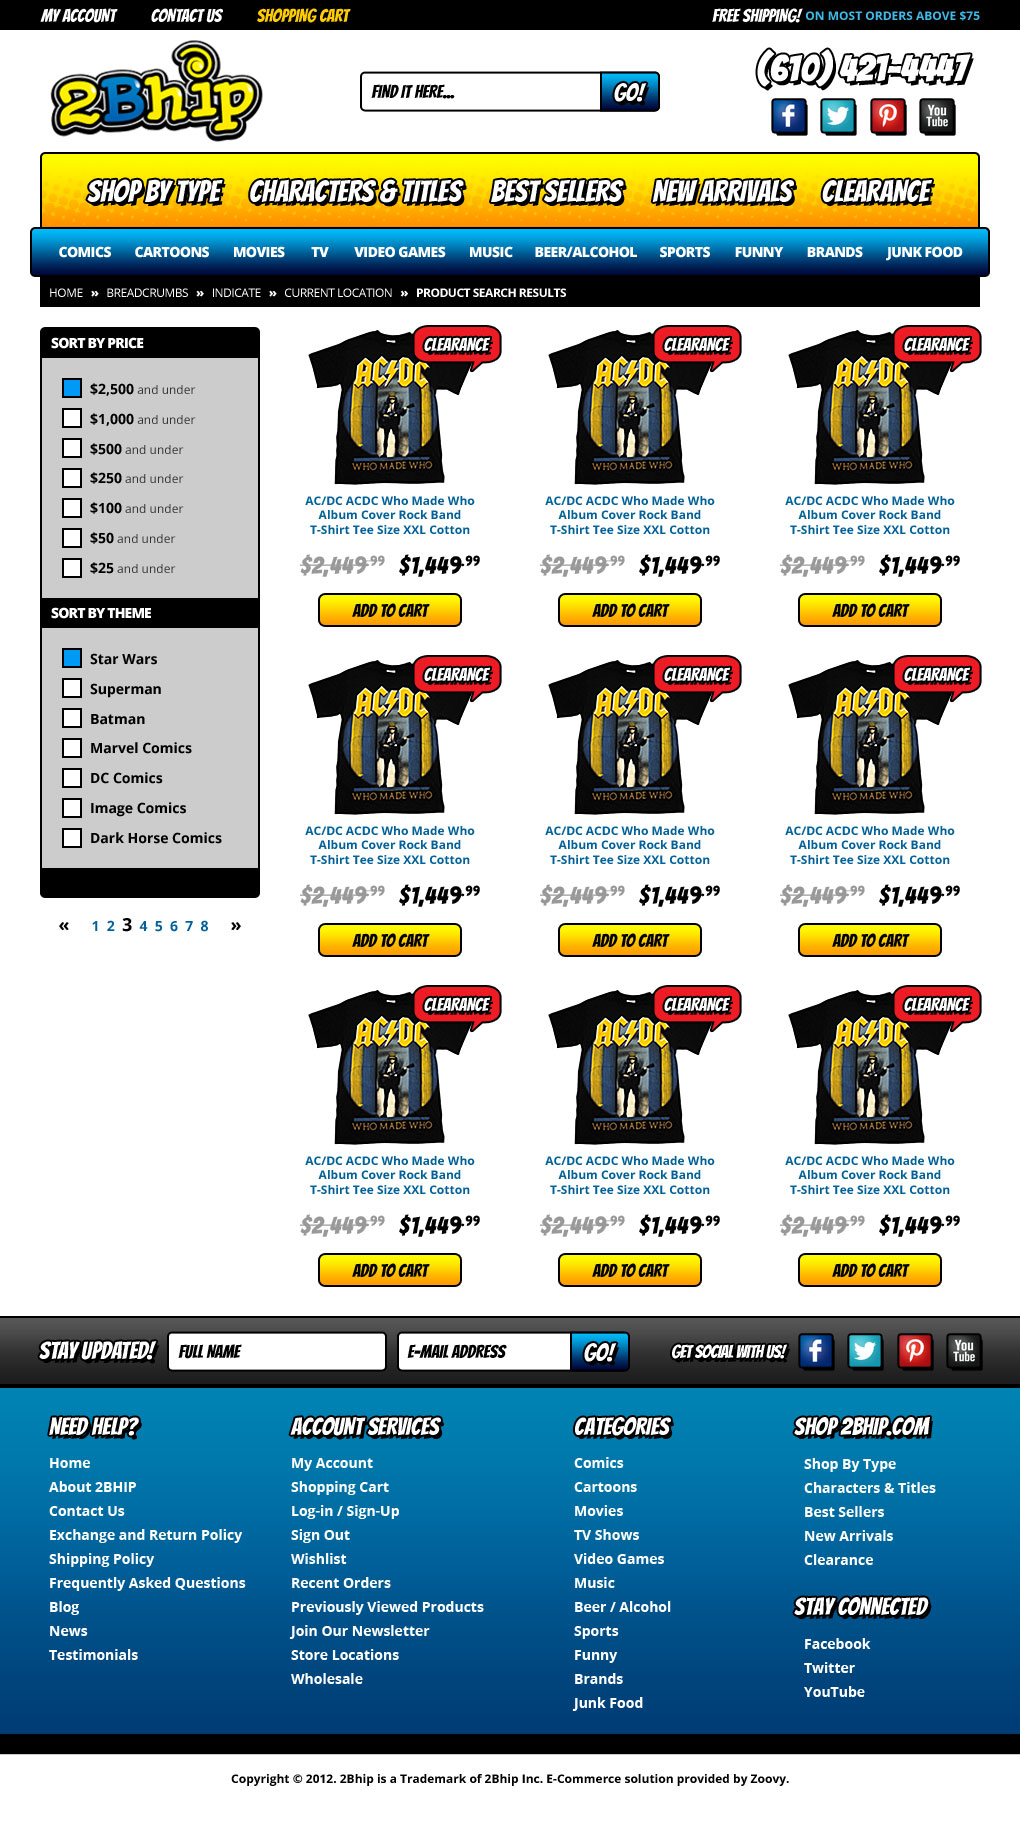 MY ACCOUNT CONTACT US SHOPPING CART FREE SHIPPING! ON MOST ORDERS ABOVE $75
2Bhip
FIND IT HERE... GO!
(610) 421-4447
f P You Tube
SHOP BY TYPE CHARACTERS & TITLES BEST SELLERS NEW ARRIVALS CLEARANCE
COMICS CARTOONS MOVIES TV VIDEO GAMES MUSIC BEER/ALCOHOL SPORTS FUNNY BRANDS JUNK FOOD
HOME » BREADCRUMBS » INDICATE » CURRENT LOCATION » PRODUCT SEARCH RESULTS
SORT BY PRICE
$2,500 and under
$1,000 and under
$500 and under
$250 and under
$100 and under
$50 and under
$25 and under
SORT BY THEME
Star Wars
Superman
Batman
Marvel Comics
DC Comics
Image Comics
Dark Horse Comics
« 1 2 3 4 5 6 7 8 »
CLEARANCE CLEARANCE CLEARANCE
AC/DC AC/DC AC/DC
WHO MADE WHO WHO MADE WHO WHO MADE WHO
AC/DC ACDC Who Made Who AC/DC ACDC Who Made Who AC/DC ACDC Who Made Who
Album Cover Rock Band Album Cover Rock Band Album Cover Rock Band
T-Shirt Tee Size XXL Cotton T-Shirt Tee Size XXL Cotton T-Shirt Tee Size XXL Cotton
$2,449.99 $1,449.99 $2,449.99 $1,449.99 $2,449.99 $1,449.99
ADD TO CART ADD TO CART ADD TO CART
CLEARANCE CLEARANCE CLEARANCE
AC/DC AC/DC AC/DC
WHO MADE WHO WHO MADE WHO WHO MADE WHO
AC/DC ACDC Who Made Who AC/DC ACDC Who Made Who AC/DC ACDC Who Made Who
Album Cover Rock Band Album Cover Rock Band Album Cover Rock Band
T-Shirt Tee Size XXL Cotton T-Shirt Tee Size XXL Cotton T-Shirt Tee Size XXL Cotton
$2,449.99 $1,449.99 $2,449.99 $1,449.99 $2,449.99 $1,449.99
ADD TO CART ADD TO CART ADD TO CART
CLEARANCE CLEARANCE CLEARANCE
AC/DC AC/DC AC/DC
WHO MADE WHO WHO MADE WHO WHO MADE WHO
AC/DC ACDC Who Made Who AC/DC ACDC Who Made Who AC/DC ACDC Who Made Who
Album Cover Rock Band Album Cover Rock Band Album Cover Rock Band
T-Shirt Tee Size XXL Cotton T-Shirt Tee Size XXL Cotton T-Shirt Tee Size XXL Cotton
$2,449.99 $1,449.99 $2,449.99 $1,449.99 $2,449.99 $1,449.99
ADD TO CART ADD TO CART ADD TO CART
STAY UPDATED! FULL NAME E-MAIL ADDRESS GO! GET SOCIAL WITH US! f P You Tube
NEED HELP?
Home
About 2BHIP
Contact Us
Exchange and Return Policy
Shipping Policy
Frequently Asked Questions
Blog
News
Testimonials
ACCOUNT SERVICES
My Account
Shopping Cart
Log-in / Sign-Up
Sign Out
Wishlist
Recent Orders
Previously Viewed Products
Join Our Newsletter
Store Locations
Wholesale
CATEGORIES
Comics
Cartoons
Movies
TV Shows
Video Games
Music
Beer / Alcohol
Sports
Funny
Brands
Junk Food
SHOP 2BHIP.COM
Shop By Type
Characters & Titles
Best Sellers
New Arrivals
Clearance
STAY CONNECTED
Facebook
Twitter
YouTube
Copyright © 2012. 2Bhip is a Trademark of 2Bhip Inc. E-Commerce solution provided by Zoovy.